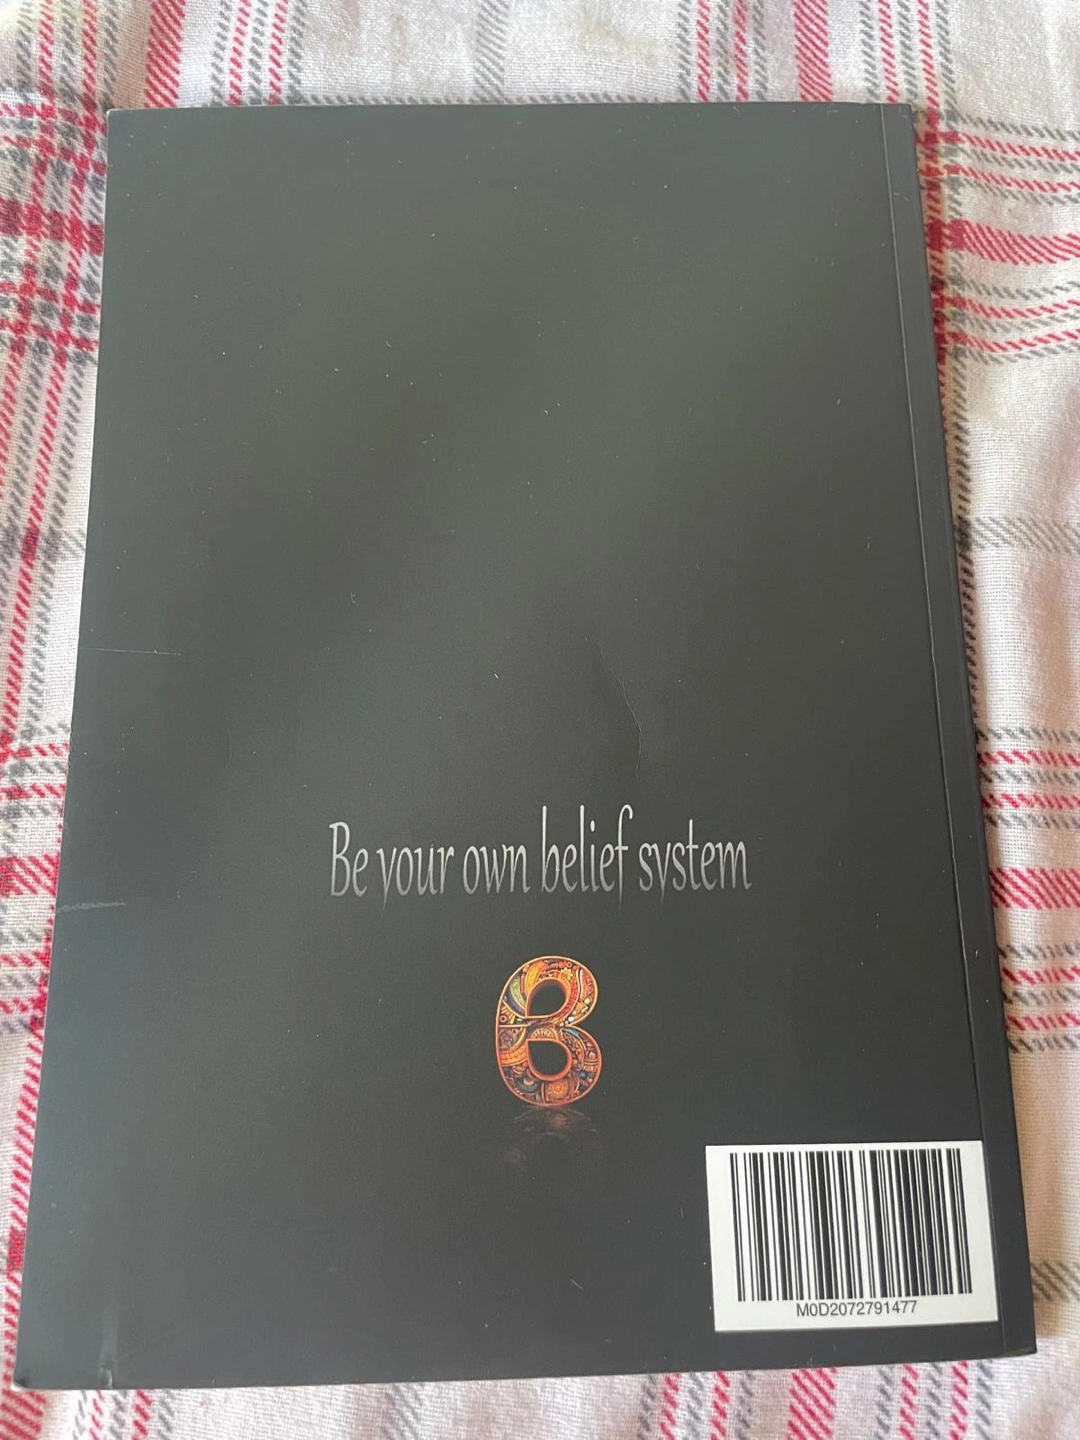 Be your own belief system
B
M0D2072791477